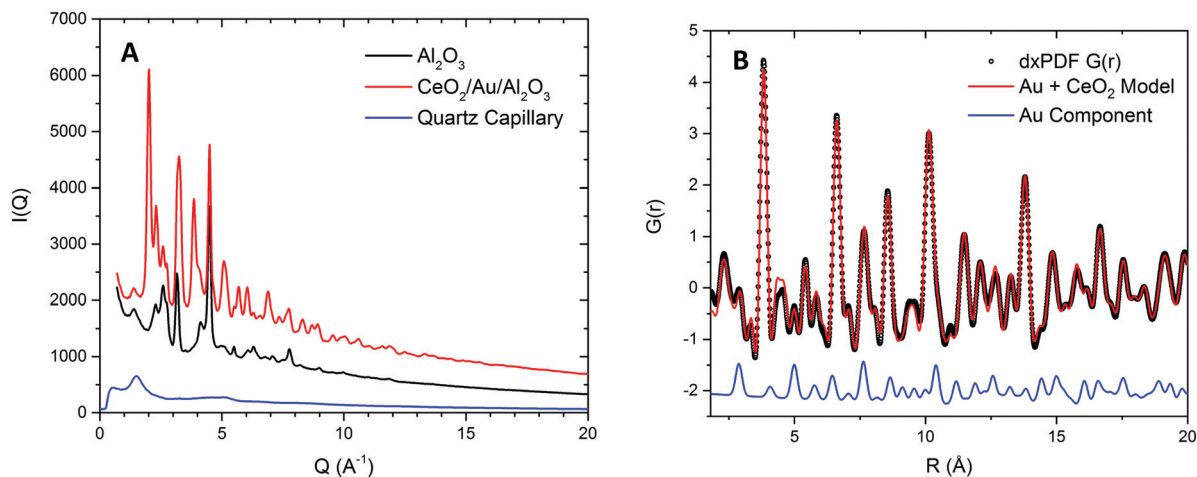 A
Al₂O₃
CeO₂/Au/Al₂O₃
Quartz Capillary
I(Q)
7000
6000
5000
4000
3000
2000
1000
0
0 5 10 15 20
Q (A⁻¹)
B
dxPDF G(r)
Au + CeO₂ Model
Au Component
G(r)
5
4
3
2
1
0
-1
-2
5 10 15 20
R (Å)